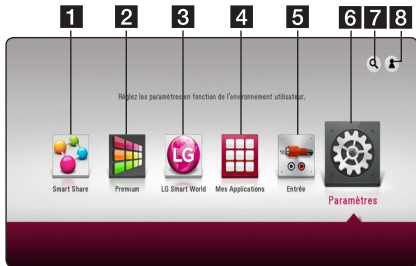 1 2 3 4 5 6 7 8
Réglez les paramètres en fonction de l'environnement utilisateur.
LG
Smart Share Premium LG Smart World Mes Applications Entrée
Paramètres